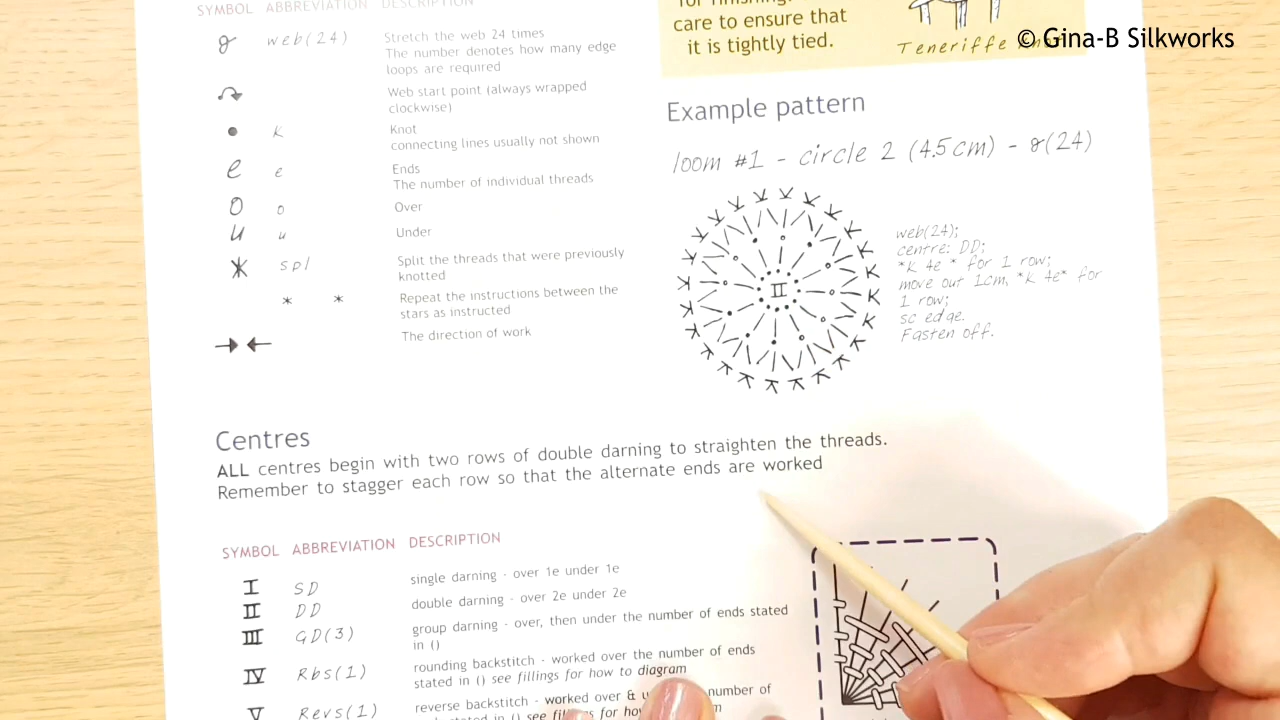 SYMBOL ABBREVIATION DESCRIPTION
web(24) Stretch the web 24 times
The number denotes how many edge
loops are required
Web start point (always wrapped
clockwise)
k Knot
connecting lines usually not shown
e e Ends
The number of individual threads
O o Over
u u Under
spl Split the threads that were previously
knotted
* * Repeat the instructions between the
stars as instructed
The direction of work
for finishing.
care to ensure that
it is tightly tied.
Teneriffe
© Gina-B Silkworks
Example pattern
loom #1 - circle 2 (4.5cm) - (24)
II
web(24);
centre: DD;
*k 4e * for 1 row;
move out 1cm, *k 4e* for
1 row;
sc edge.
Fasten off.
Centres
ALL centres begin with two rows of double darning to straighten the threads.
Remember to stagger each row so that the alternate ends are worked
SYMBOL ABBREVIATION DESCRIPTION
I SD single darning - over 1e under 1e
II DD double darning - over 2e under 2e
III GD(3) group darning - over, then under the number of ends stated
in ()
IV Rbs(1) rounding backstitch - worked over the number of ends
stated in () see fillings for how to diagram
V Revs(1) reverse backstitch - worked over & number of